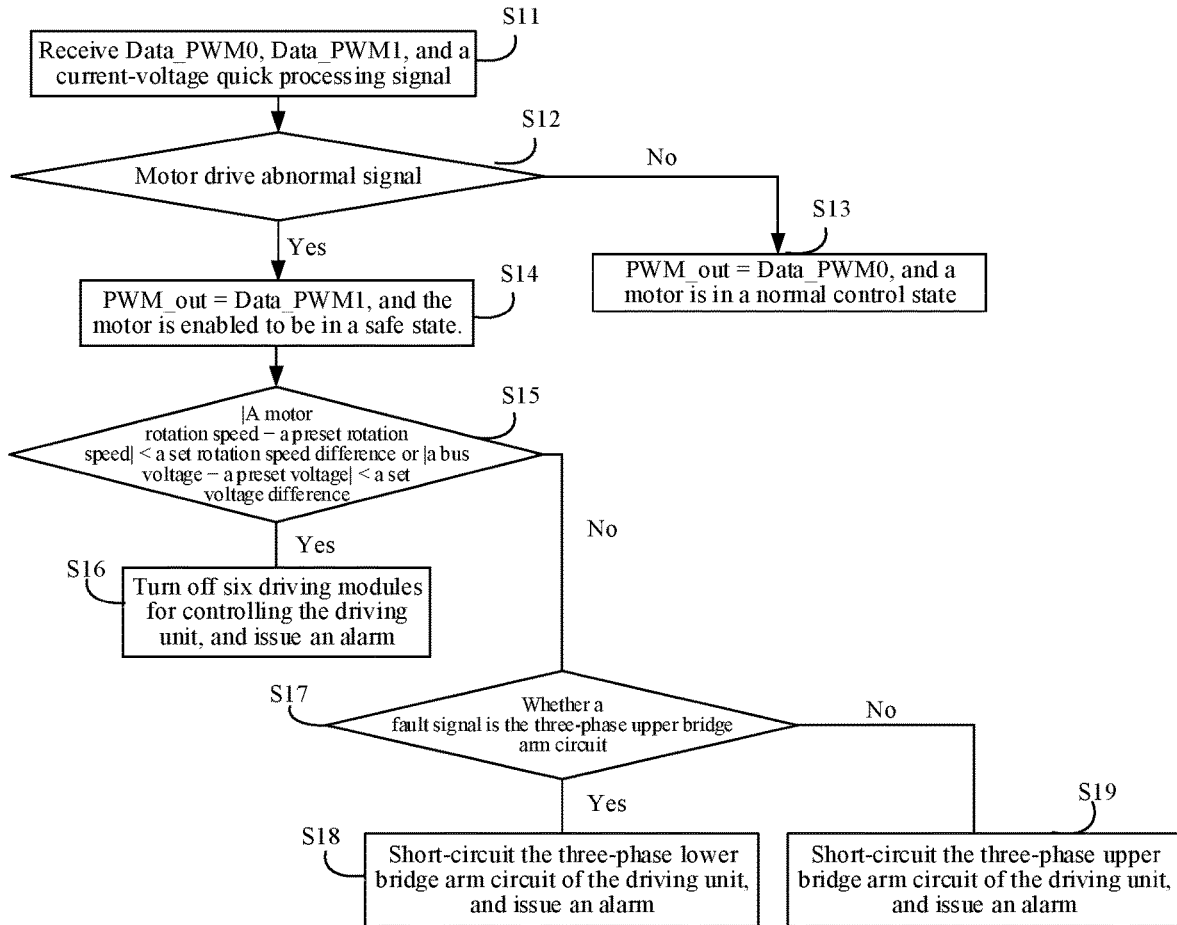 S11
Receive Data_PWM0, Data_PWM1, and a
current-voltage quick processing signal
S12
Motor drive abnormal signal
No
Yes
S13
PWM_out = Data_PWM0, and a
motor is in a normal control state
S14
PWM_out = Data_PWM1, and the
motor is enabled to be in a safe state.
S15
|A motor
rotation speed − a preset rotation
speed| < a set rotation speed difference or |a bus
voltage − a preset voltage| < a set
voltage difference
No
Yes
S16
Turn off six driving modules
for controlling the driving
unit, and issue an alarm
S17
Whether a
fault signal is the three-phase upper bridge
arm circuit
No
Yes
S18
Short-circuit the three-phase lower
bridge arm circuit of the driving unit,
and issue an alarm
S19
Short-circuit the three-phase upper
bridge arm circuit of the driving unit,
and issue an alarm